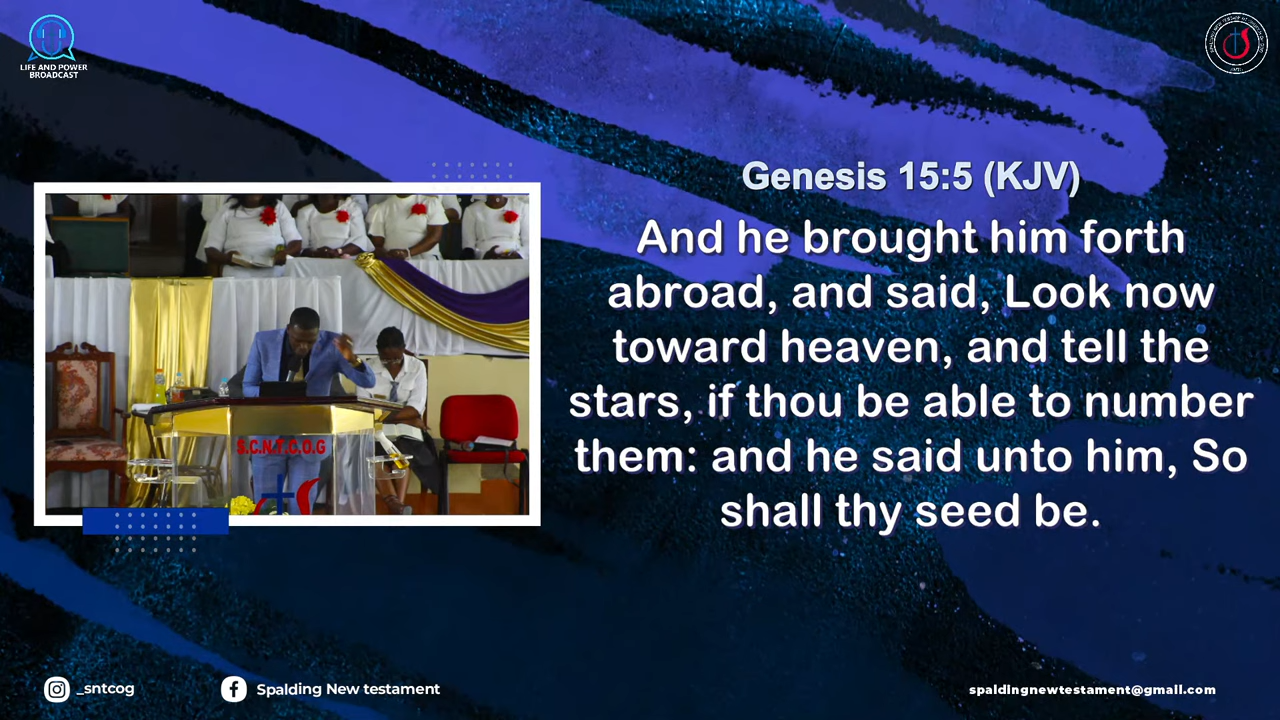 LIFE AND POWER
BROADCAST
Genesis 15:5 (KJV)
And he brought him forth
abroad, and said, Look now
toward heaven, and tell the
stars, if thou be able to number
them: and he said unto him, So
shall thy seed be.
S.C.N.T.C.O.G
_sntcog
Spalding New testament
spaldingnewtestament@gmail.com